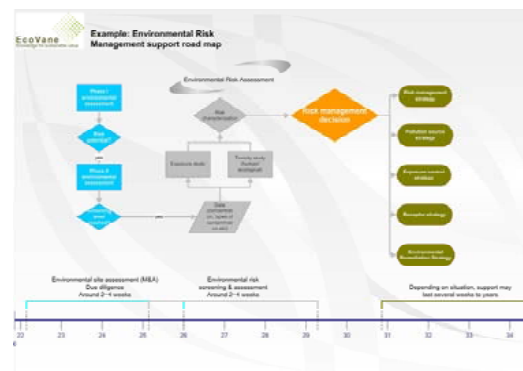 EcoVane
Example: Environmental Risk
Management support road map
Environmental Risk Assessment
Phase I
environmental
assessment
Risk
potential?
Phase II
environmental
assessment
Risk
characterization
Exposure study
Risk management
decision
Risk management
strategy
Pollution source
strategy
Receptor strategy
Environmental
Remediation Strategy
Environmental site assessment (M&A)
Due diligence
Around 2-4 weeks
Environmental risk
screening & assessment
Around 2-4 weeks
Depending on situation, support may
last several weeks to years
22 23 24 25 26 27 28 29 30 31 32 33 34